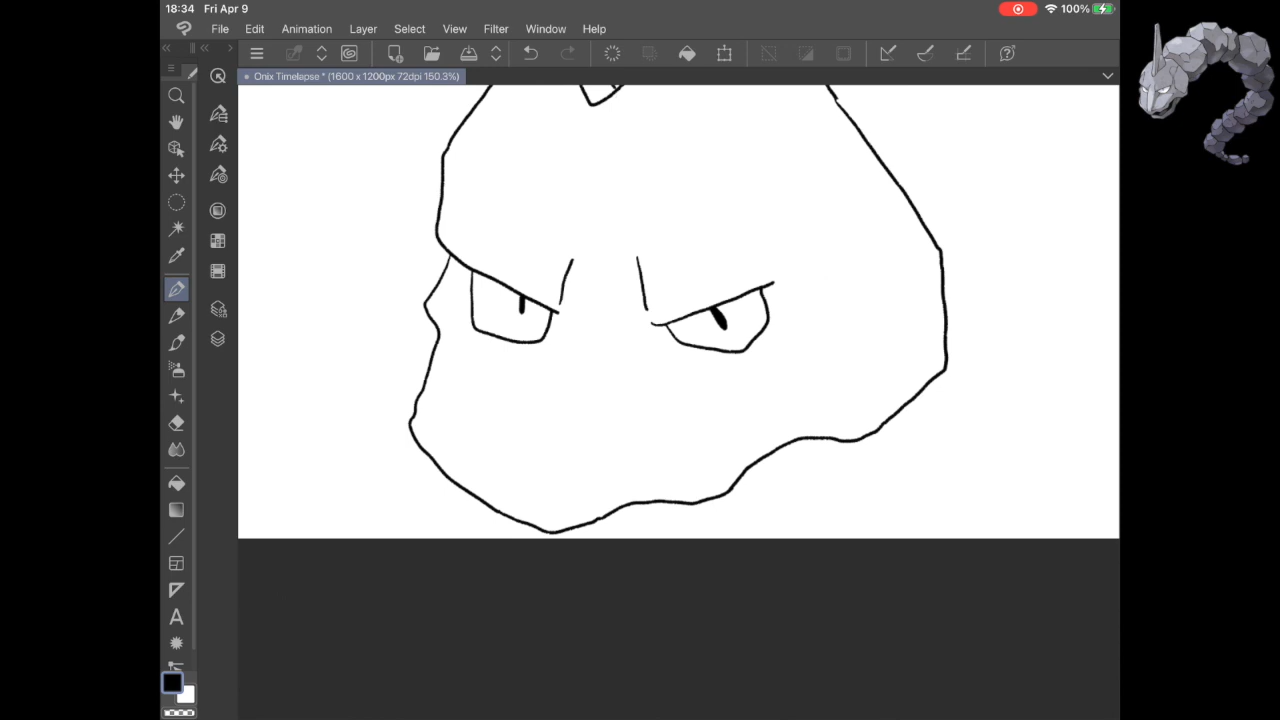 18:34 Fri Apr 9 100%
File Edit Animation Layer Select View Filter Window Help
Onix Timelapse * (1600 x 1200px 72dpi 150.3%)
A